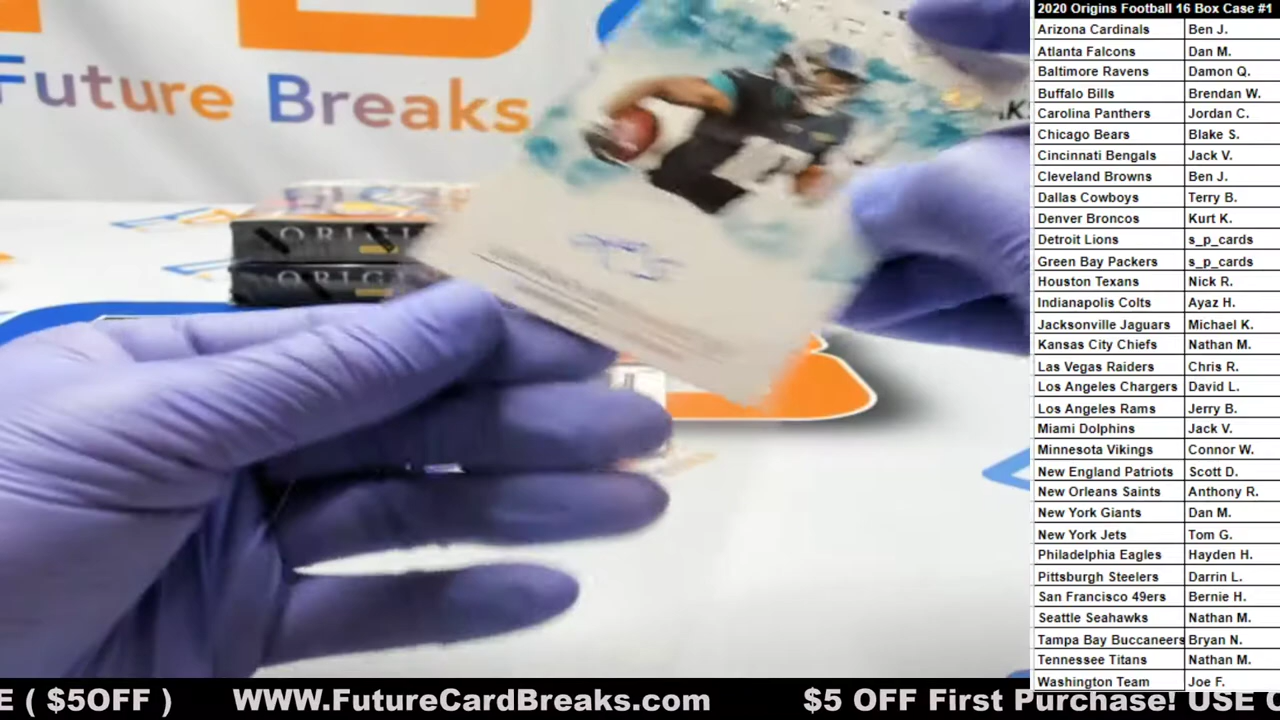 2020 Origins Football 16 Box Case #1
Arizona Cardinals Ben J.
Atlanta Falcons Dan M.
Baltimore Ravens Damon Q.
Buffalo Bills Brendan W.
Carolina Panthers Jordan C.
Chicago Bears Blake S.
Cincinnati Bengals Jack V.
Cleveland Browns Ben J.
Dallas Cowboys Terry B.
Denver Broncos Kurt K.
Detroit Lions s_p_cards
Green Bay Packers s_p_cards
Houston Texans Nick R.
Indianapolis Colts Ayaz H.
Jacksonville Jaguars Michael K.
Kansas City Chiefs Nathan M.
Las Vegas Raiders Chris R.
Los Angeles Chargers David L.
Los Angeles Rams Jerry B.
Miami Dolphins Jack V.
Minnesota Vikings Connor W.
New England Patriots Scott D.
New Orleans Saints Anthony R.
New York Giants Dan M.
New York Jets Tom G.
Philadelphia Eagles Hayden H.
Pittsburgh Steelers Darrin L.
San Francisco 49ers Bernie H.
Seattle Seahawks Nathan M.
Tampa Bay Buccaneers Bryan N.
Tennessee Titans Nathan M.
Washington Team Joe F.
Future Breaks
ORIGI
ORIGI
E ( $5OFF ) WWW.FutureCardBreaks.com $5 OFF First Purchase! USE C